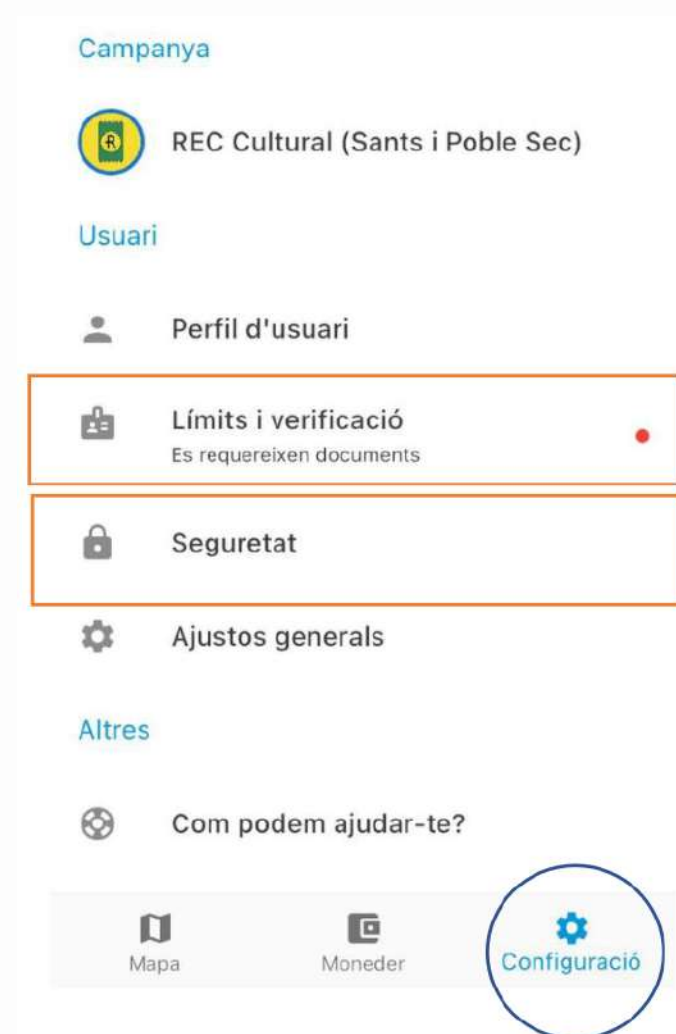 Campanya
REC Cultural (Sants i Poble Sec)
Usuari
Perfil d'usuari
Límits i verificació
Es requereixen documents
Seguretat
Ajustos generals
Altres
Com podem ajudar-te?
Mapa
Moneder
Configuració